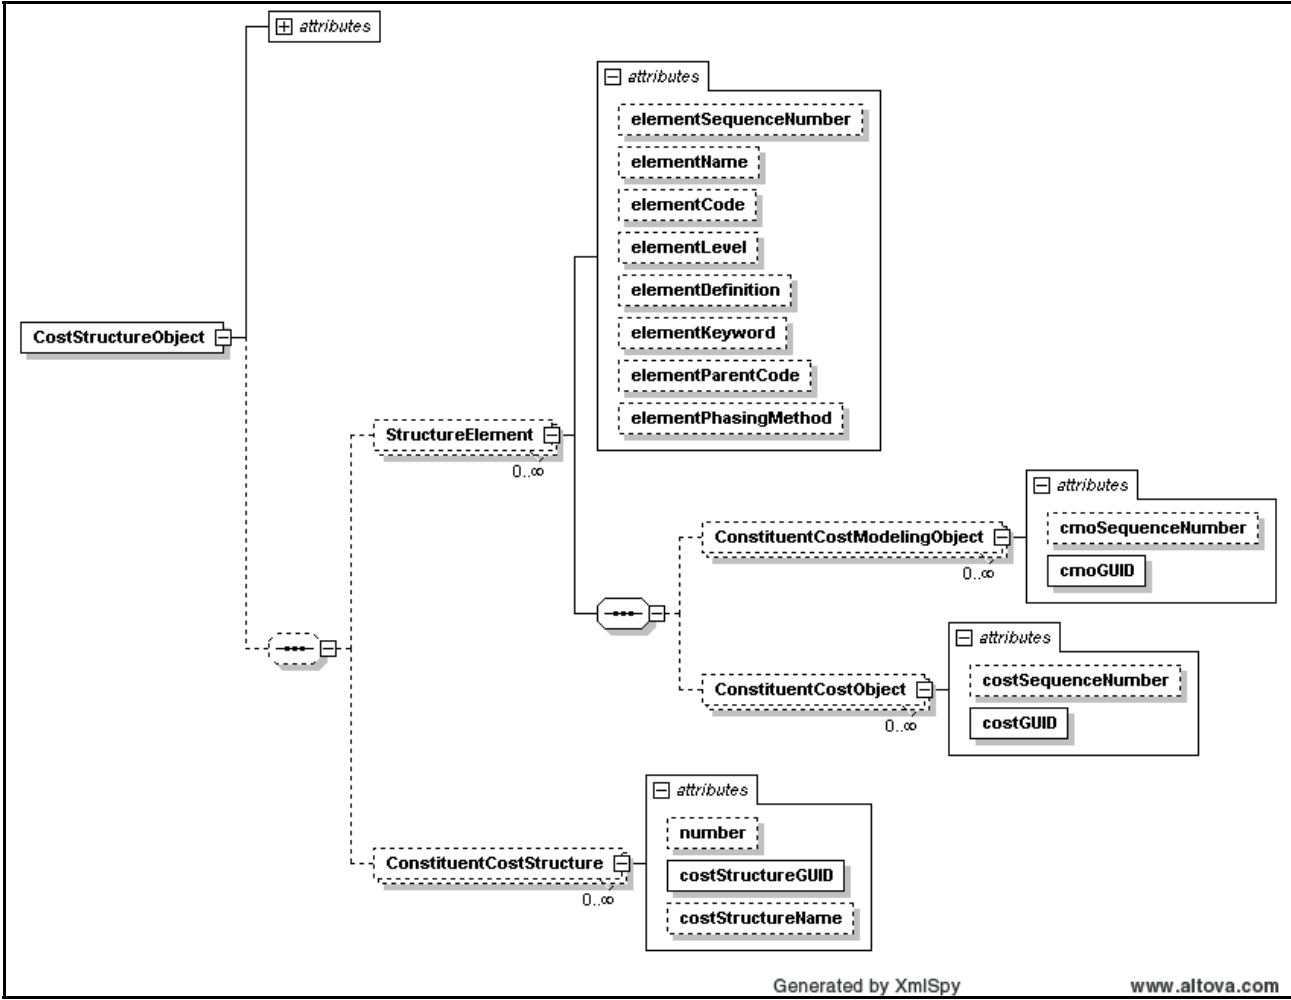 attributes
attributes
elementSequenceNumber
elementName
elementCode
elementLevel
elementDefinition
elementKeyword
elementParentCode
elementPhasingMethod
CostStructureObject
StructureElement
0..∞
attributes
cmoSequenceNumber
cmoGUID
ConstituentCostModelingObject
0..∞
attributes
costSequenceNumber
costGUID
ConstituentCostObject
0..∞
attributes
number
costStructureGUID
costStructureName
ConstituentCostStructure
0..∞
Generated by XmlSpy www.altova.com